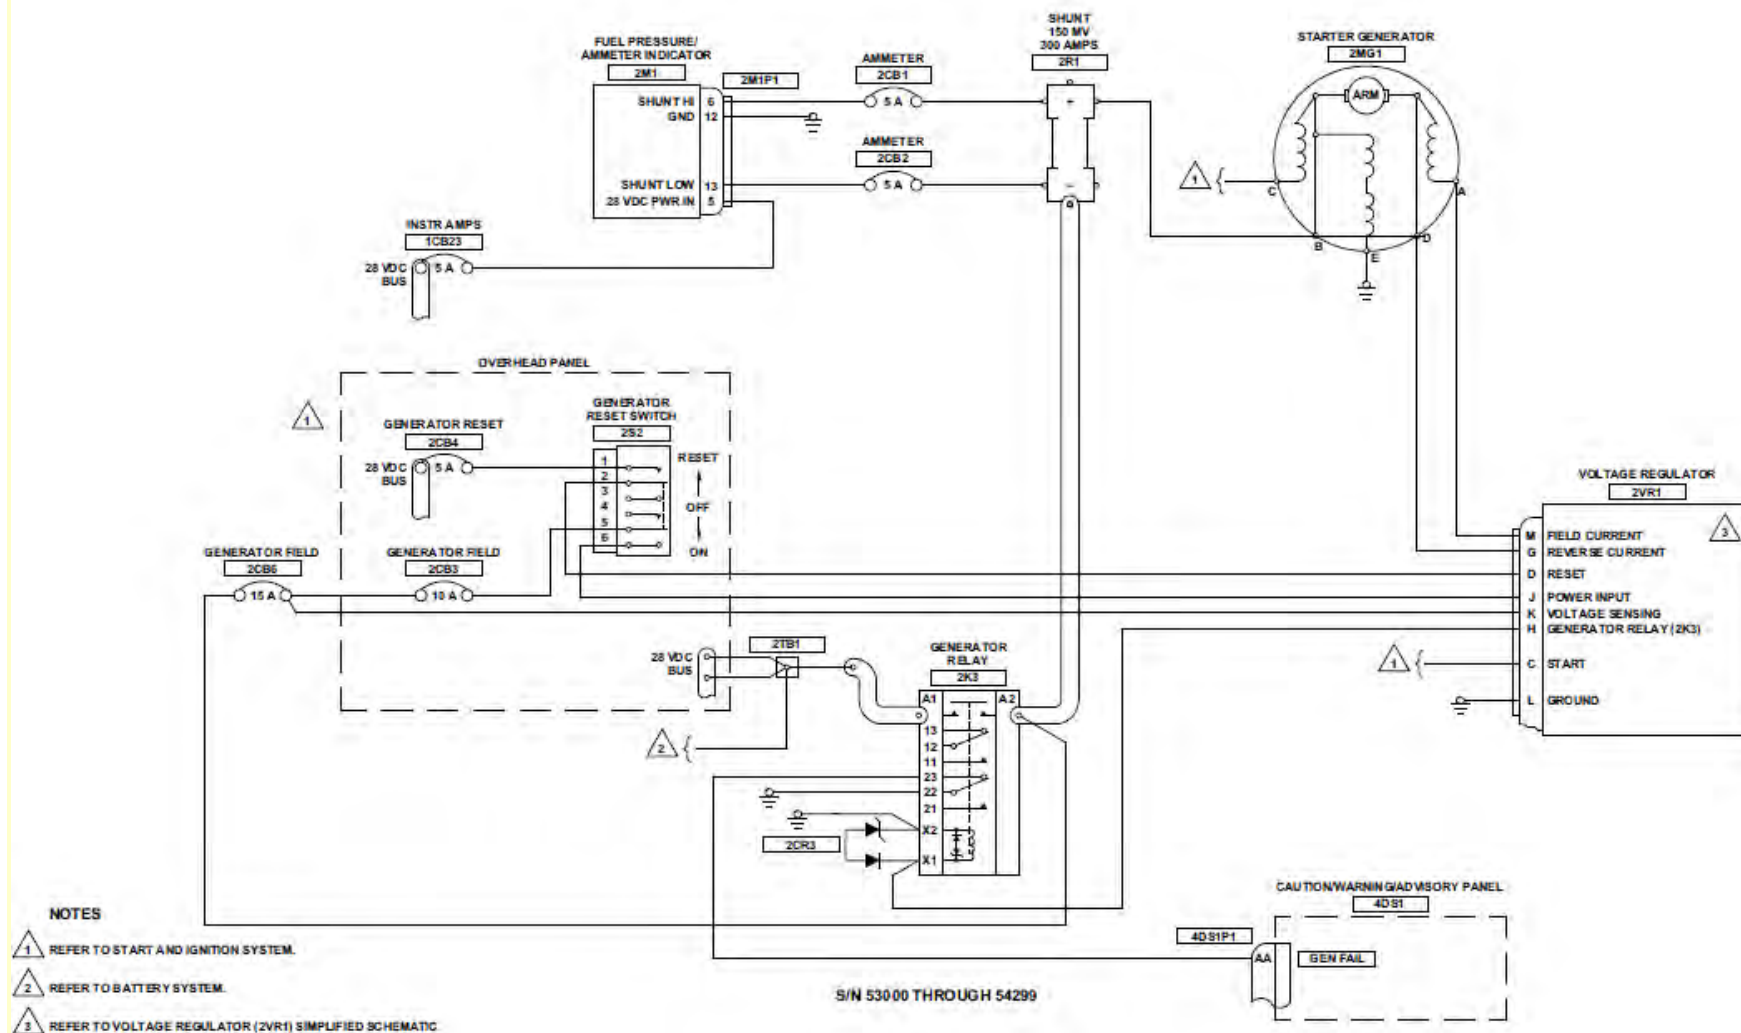 SHUNT
150 MV
300 AMPS
2R1
FUEL PRESSURE/
AMMETER INDICATOR
2M1
2M1P1
AMMETER
2CB1
5 A
STARTER GENERATOR
2MG1
ARM
SHUNT HI 6
GND 12
+
AMMETER
2CB2
5 A
SHUNT LOW 13
28 VDC PWR IN 5
−
G
1
C
A
B
D
E
INSTR AMPS
1CB23
28 VDC
BUS
5 A
OVERHEAD PANEL
1
GENERATOR RESET
2CB4
28 VDC
BUS
5 A
GENERATOR
RESET SWITCH
2S2
1
2
3
4
5
6
RESET
OFF
ON
GENERATOR FIELD
2CB6
15 A
GENERATOR FIELD
2CB3
10 A
VOLTAGE REGULATOR
2VR1
3
M FIELD CURRENT
G REVERSE CURRENT
D RESET
J POWER INPUT
K VOLTAGE SENSING
H GENERATOR RELAY (2K3)
1
C START
L GROUND
28 VDC
BUS
2TB1
2
GENERATOR
RELAY
2K3
A1
A2
13
12
11
23
22
21
X2
X1
2CR3
CAUTION/WARNING/ADVISORY PANEL
4DS1
4DS1P1
AA
GEN FAIL
S/N 53000 THROUGH 54299
NOTES
1 REFER TO START AND IGNITION SYSTEM.
2 REFER TO BATTERY SYSTEM.
3 REFER TO VOLTAGE REGULATOR (2VR1) SIMPLIFIED SCHEMATIC